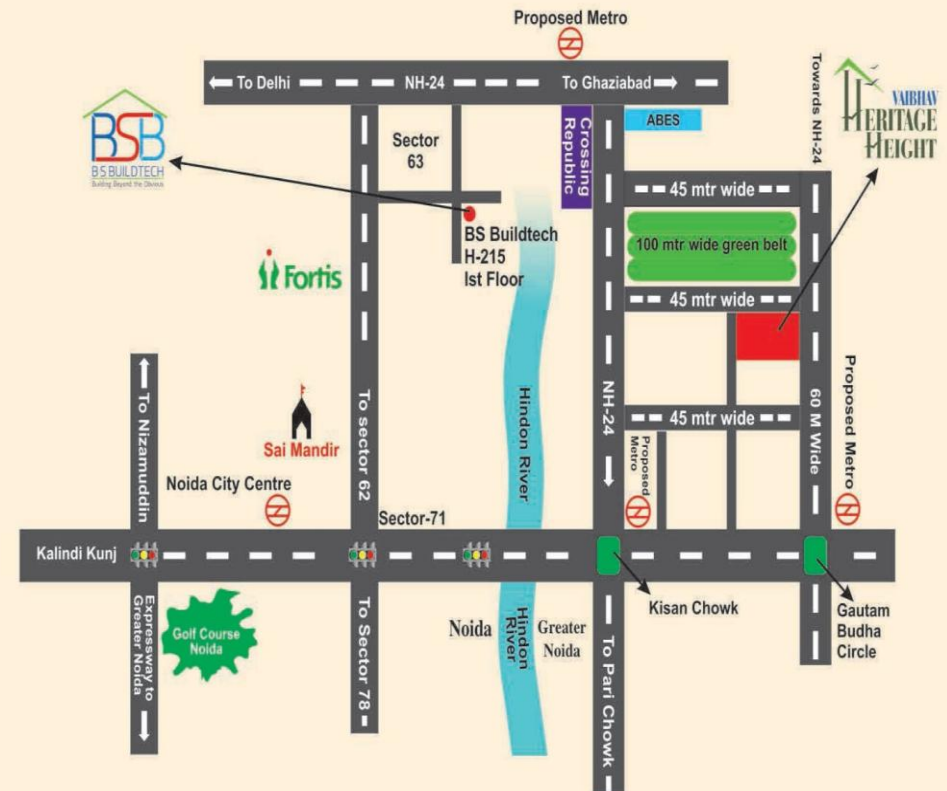 Proposed Metro
To Delhi
NH-24
To Ghaziabad
Towards NH-24
BSB
B S BUILDTECH
Building Beyond the Obvious
VAIBHAV
HERITAGE
HEIGHT
Sector
63
Crossing
Republic
ABES
45 mtr wide
BS Buildtech
H-215
Ist Floor
100 mtr wide green belt
Fortis
45 mtr wide
To Nizamuddin
Sai Mandir
To sector 62
Hindon River
NH-24
45 mtr wide
60 M Wide
Proposed Metro
Proposed
Metro
Noida City Centre
Sector-71
Kalindi Kunj
Expressway to
Greater Noida
Golf Course
Noida
To Sector 78
Noida
Hindon
River
Greater
Noida
To Pari Chowk
Kisan Chowk
Gautam
Budha
Circle